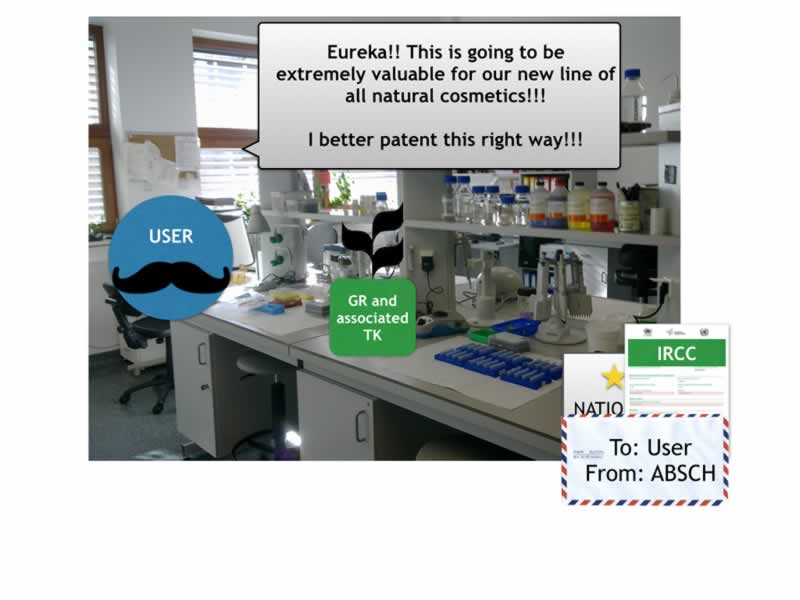 Eureka!! This is going to be
extremely valuable for our new line of
all natural cosmetics!!!
I better patent this right way!!!
USER
GR and
associated
TK
IRCC
NATIO
To: User
From: ABSCH